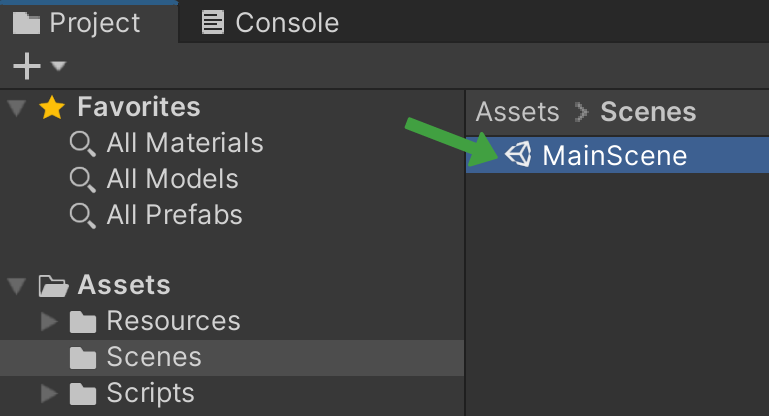 Project Console
Favorites
All Materials
All Models
All Prefabs
Assets
Resources
Scenes
Scripts
Assets > Scenes
MainScene